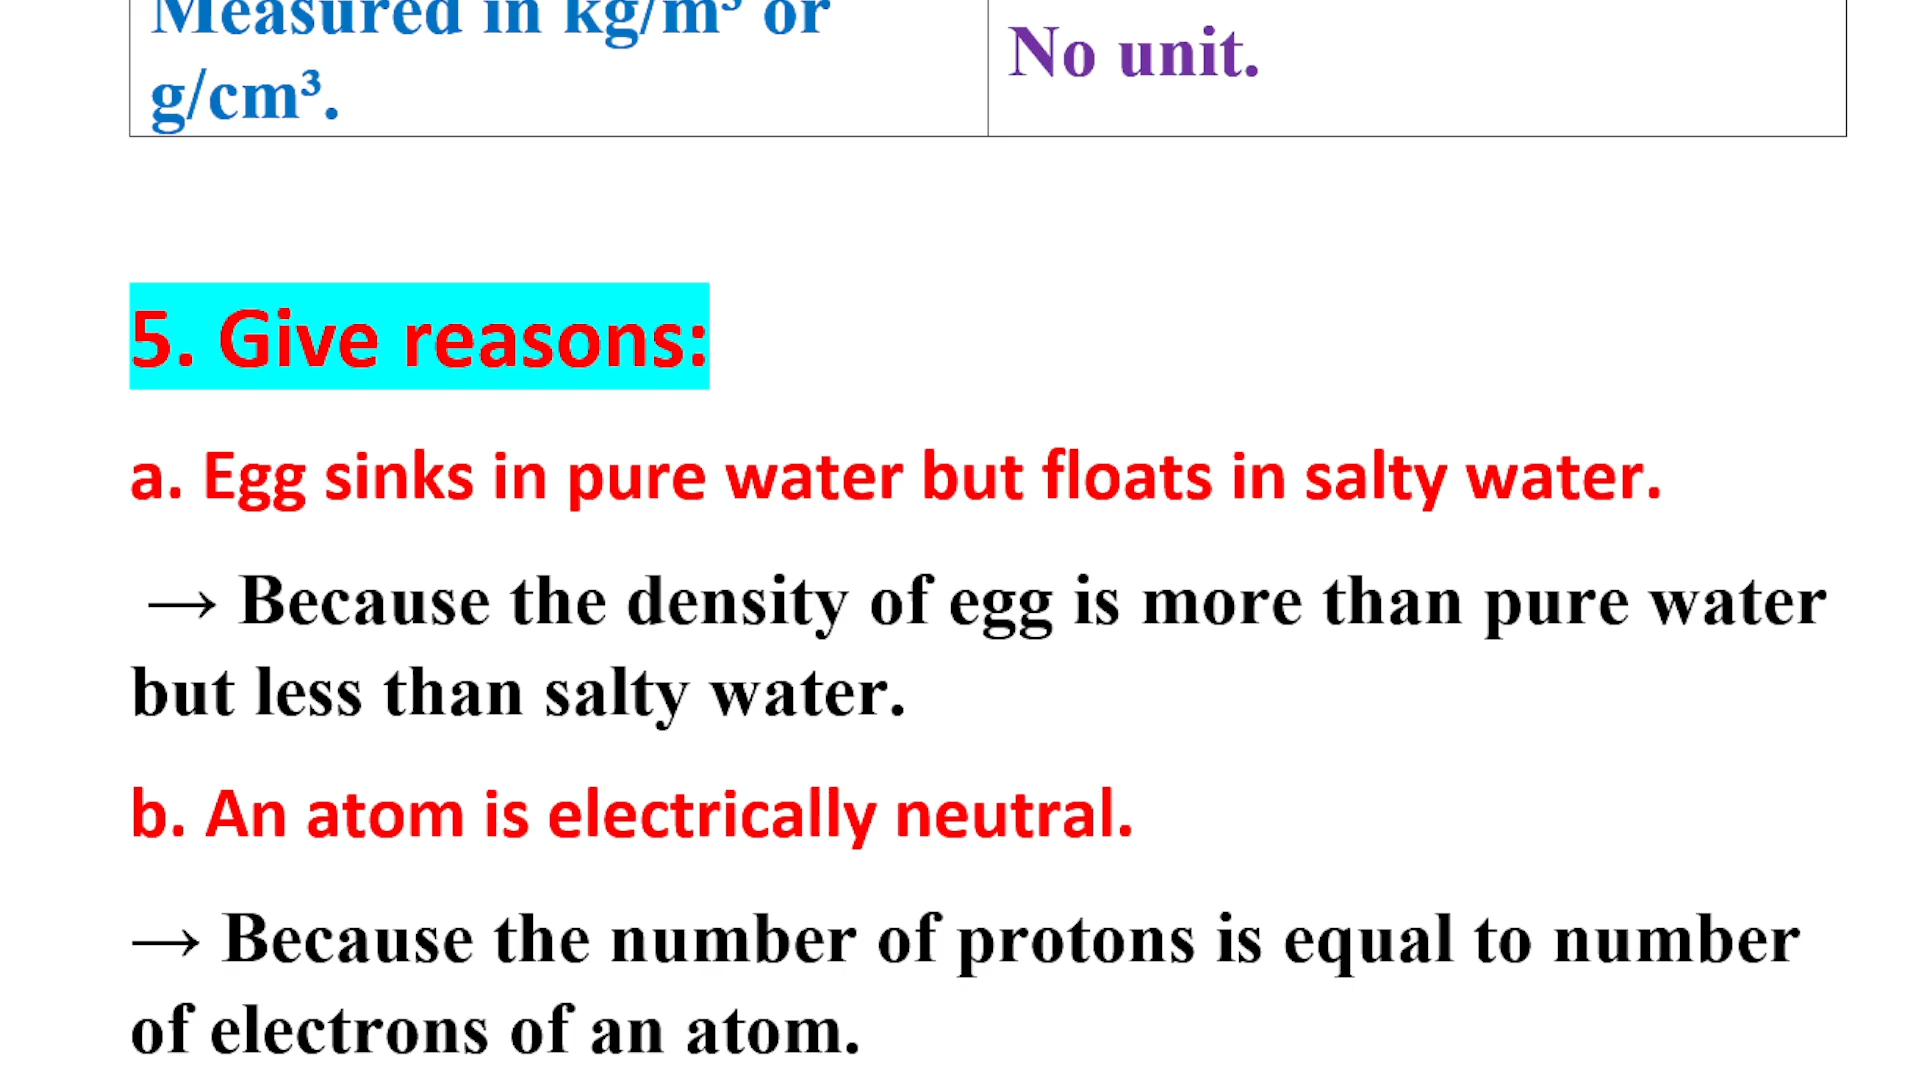 Measured in kg/m³ or
g/cm³.
No unit.
5. Give reasons:
a. Egg sinks in pure water but floats in salty water.
→ Because the density of egg is more than pure water
but less than salty water.
b. An atom is electrically neutral.
→ Because the number of protons is equal to number
of electrons of an atom.